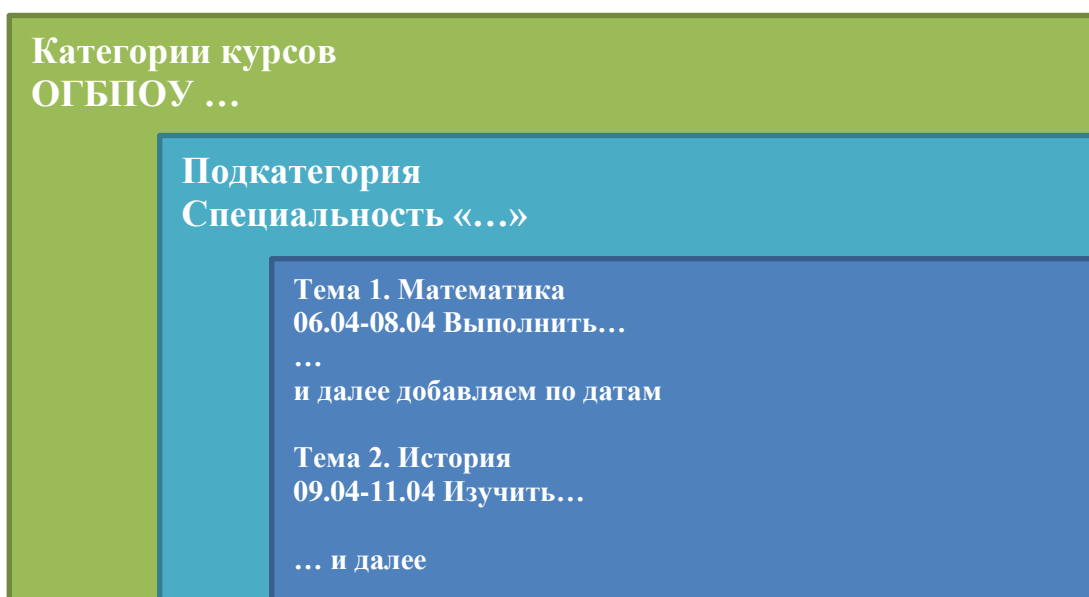 Категории курсов
ОГБПОУ …
Подкатегория
Специальность «…»
Тема 1. Математика
06.04-08.04 Выполнить…
…
и далее добавляем по датам
Тема 2. История
09.04-11.04 Изучить…
… и далее